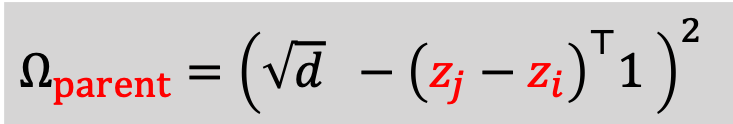 Ω_parent = (√d − (z_j − z_i)^⊤ 1)^2